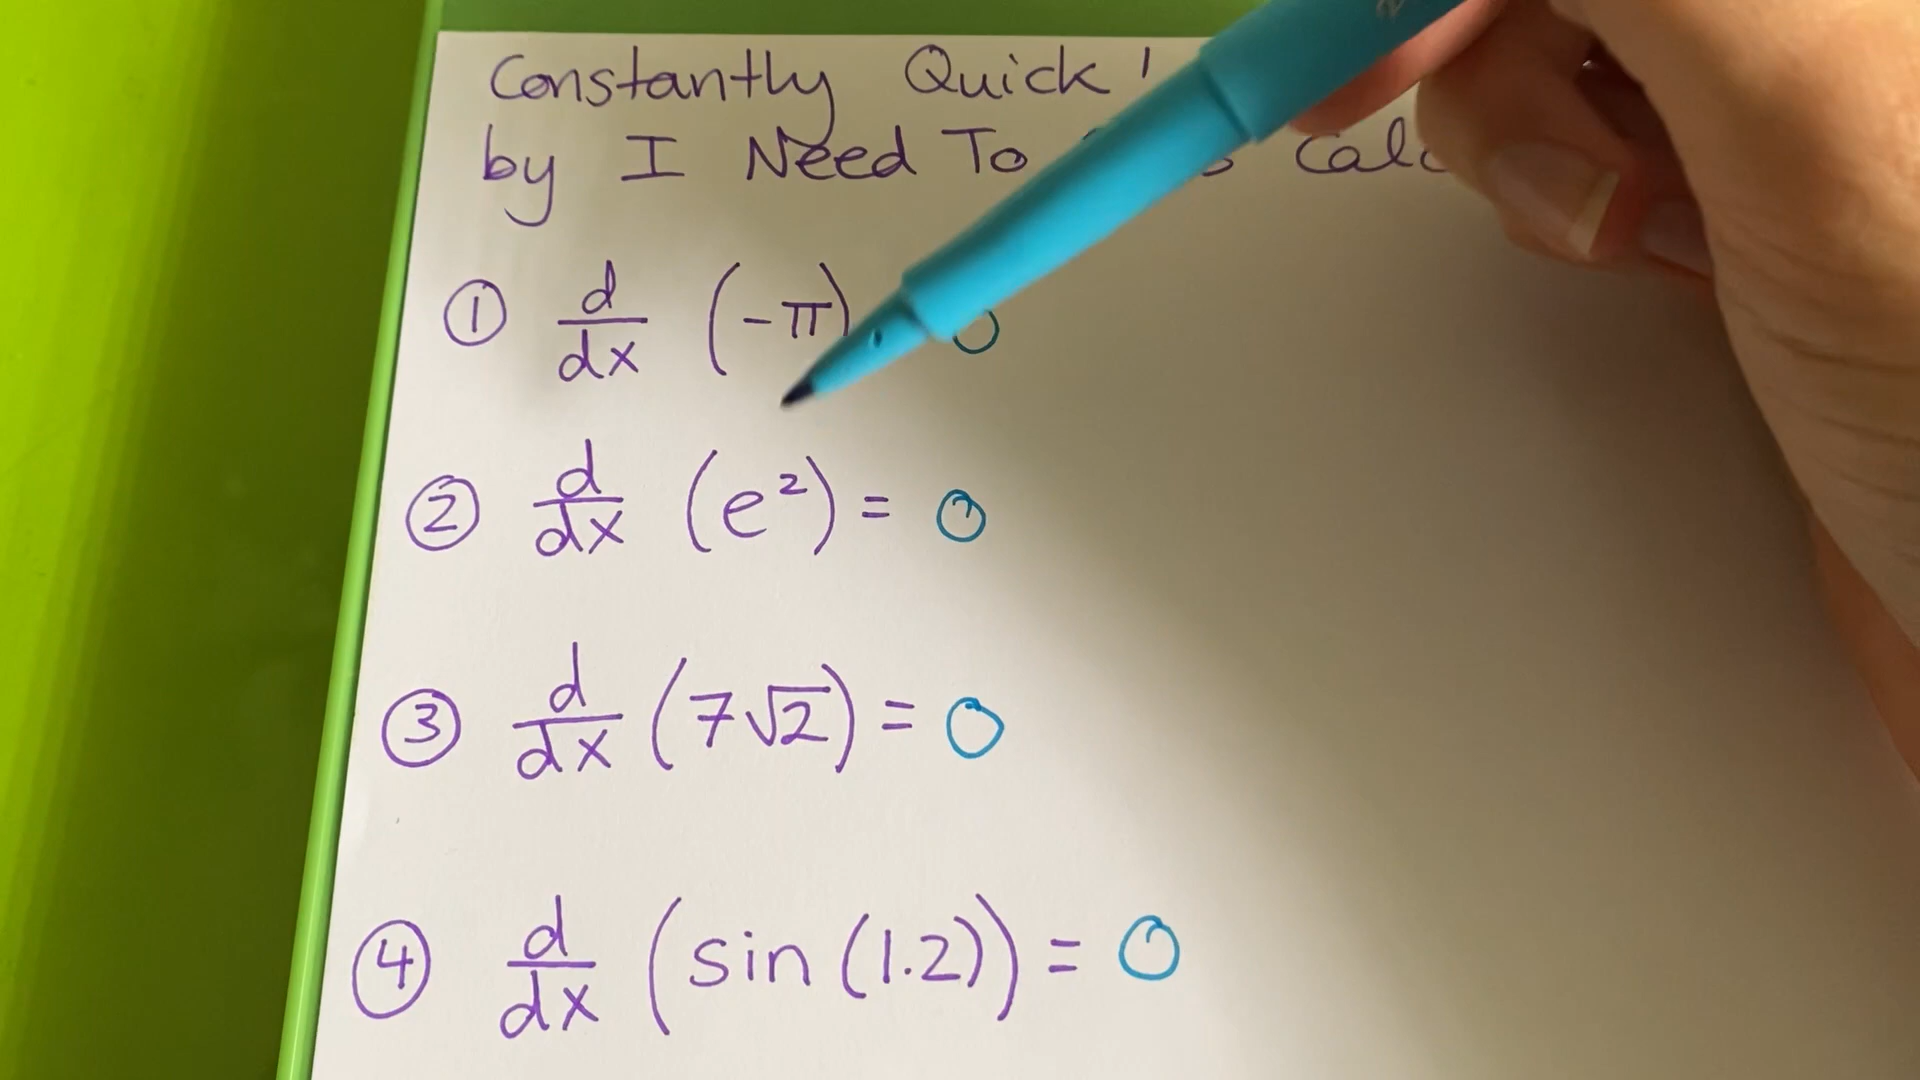 Constantly Quick
by I Need To
① d/dx (-π) 0
② d/dx (e²) = 0
③ d/dx (7√2) = 0
④ d/dx (sin (1.2)) = 0